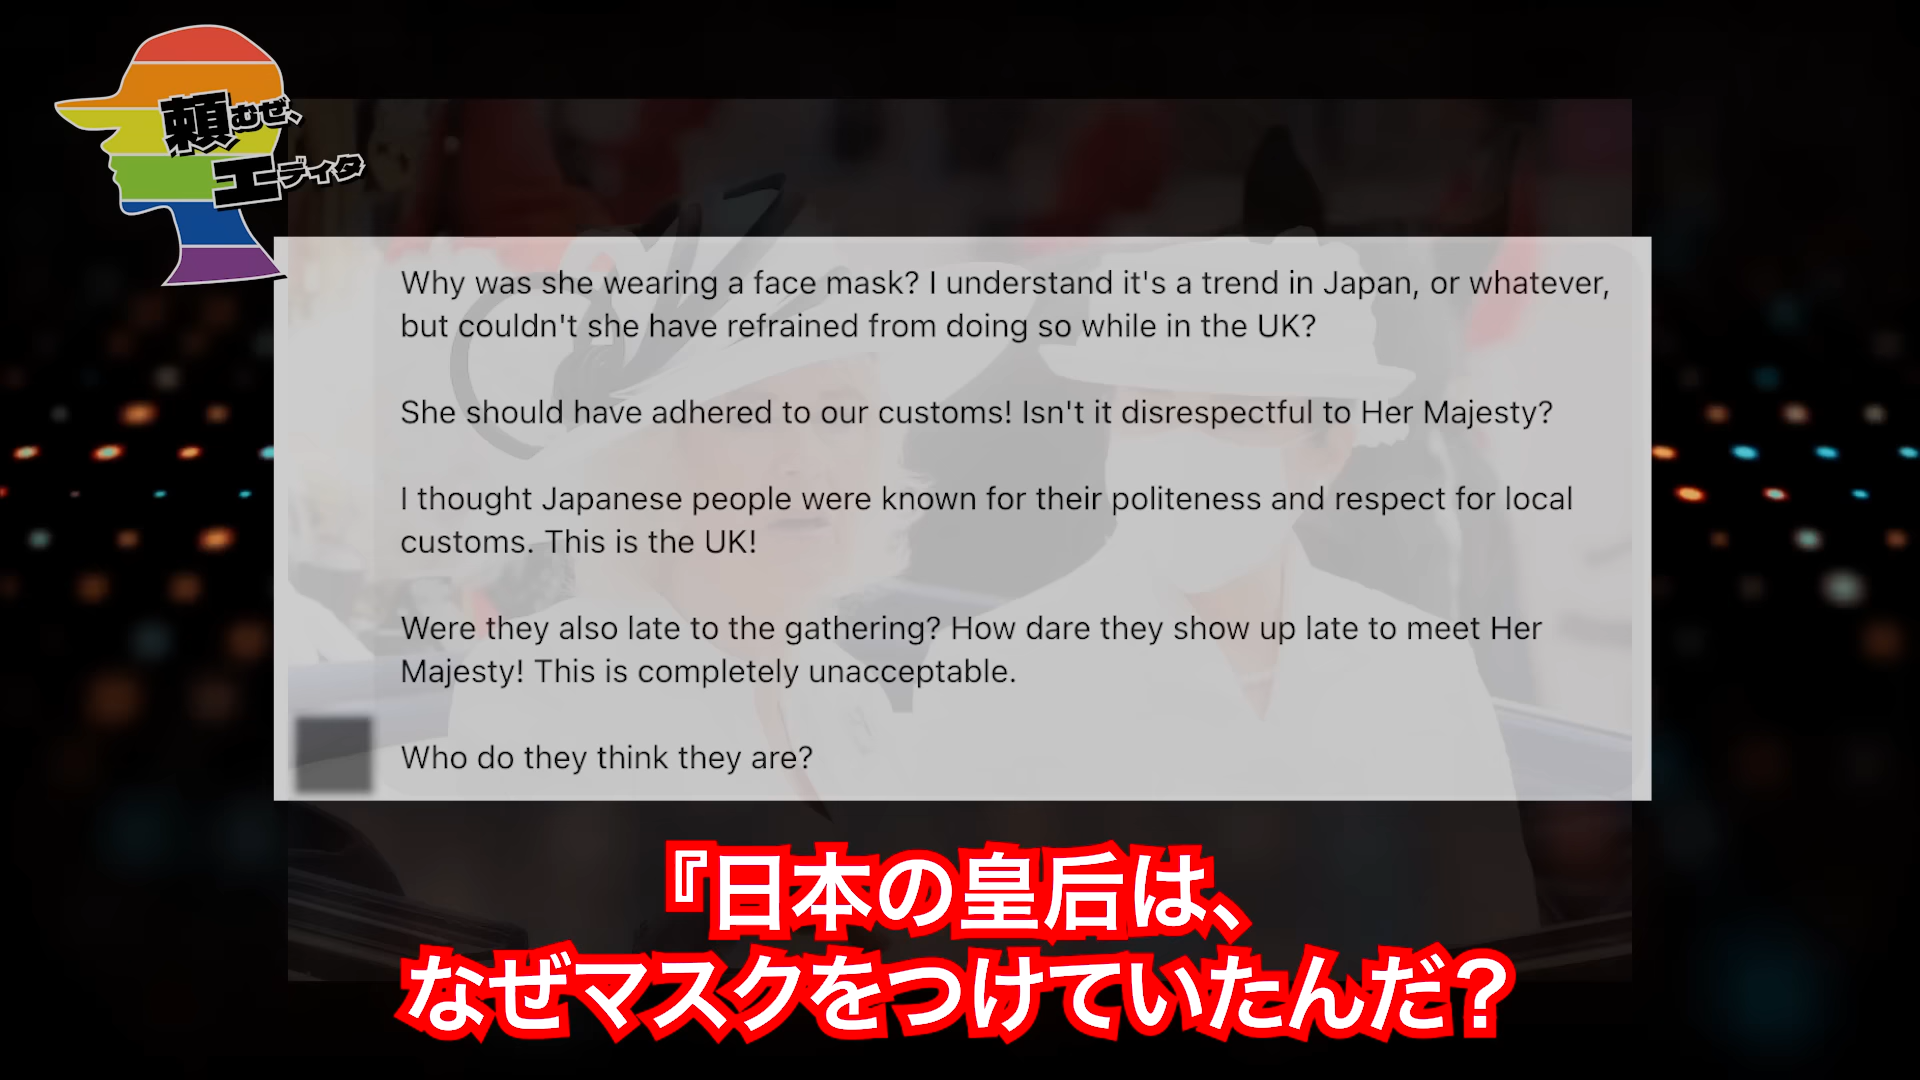 頼むぜ、
エディタ
Why was she wearing a face mask? I understand it's a trend in Japan, or whatever,
but couldn't she have refrained from doing so while in the UK?
She should have adhered to our customs! Isn't it disrespectful to Her Majesty?
I thought Japanese people were known for their politeness and respect for local
customs. This is the UK!
Were they also late to the gathering? How dare they show up late to meet Her
Majesty! This is completely unacceptable.
Who do they think they are?
『日本の皇后は、
なぜマスクをつけていたんだ？